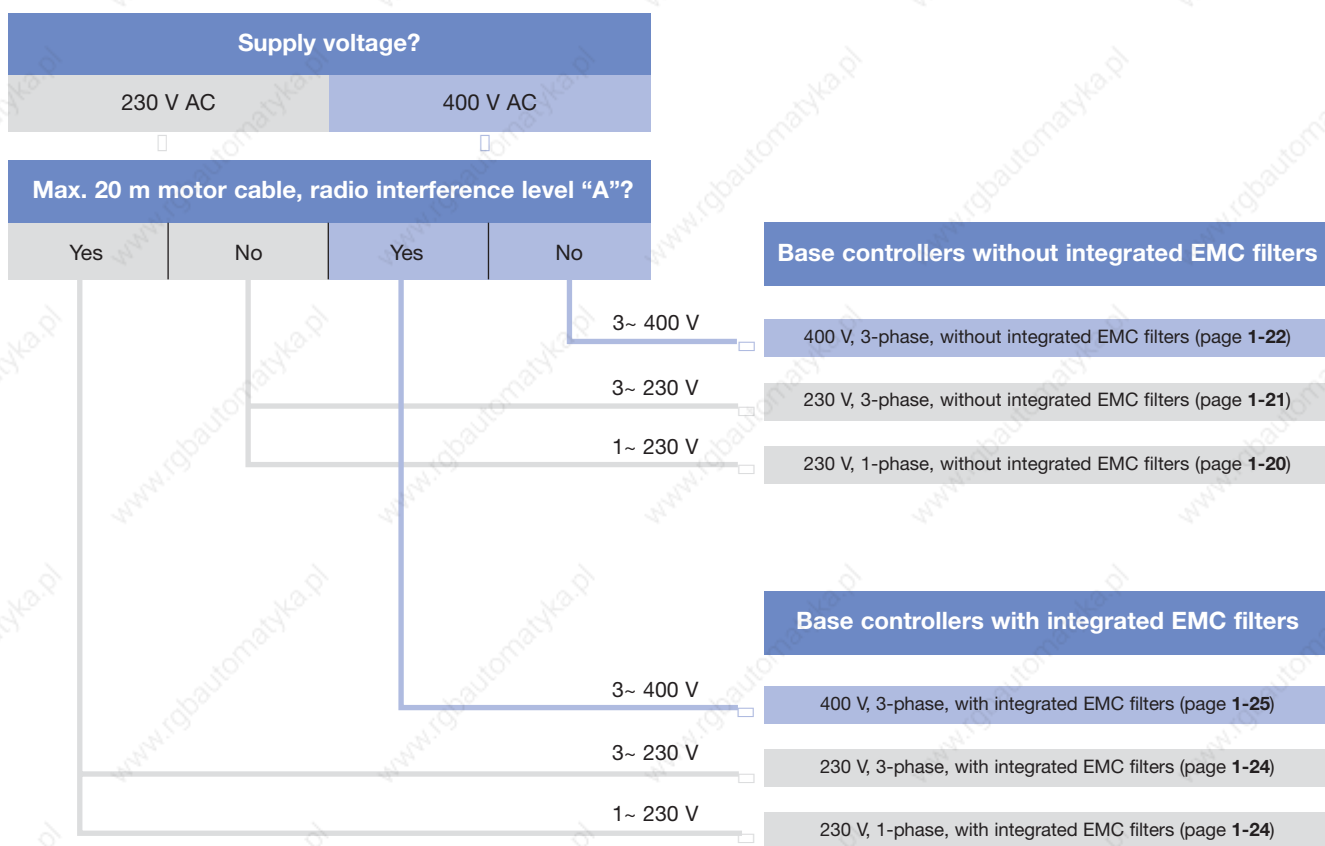 Supply voltage?
230 V AC
400 V AC
Max. 20 m motor cable, radio interference level “A”?
Yes
No
Yes
No
Base controllers without integrated EMC filters
3~ 400 V
400 V, 3-phase, without integrated EMC filters (page 1-22)
3~ 230 V
230 V, 3-phase, without integrated EMC filters (page 1-21)
1~ 230 V
230 V, 1-phase, without integrated EMC filters (page 1-20)
Base controllers with integrated EMC filters
3~ 400 V
400 V, 3-phase, with integrated EMC filters (page 1-25)
3~ 230 V
230 V, 3-phase, with integrated EMC filters (page 1-24)
1~ 230 V
230 V, 1-phase, with integrated EMC filters (page 1-24)
www.rgbautomatyka.pl